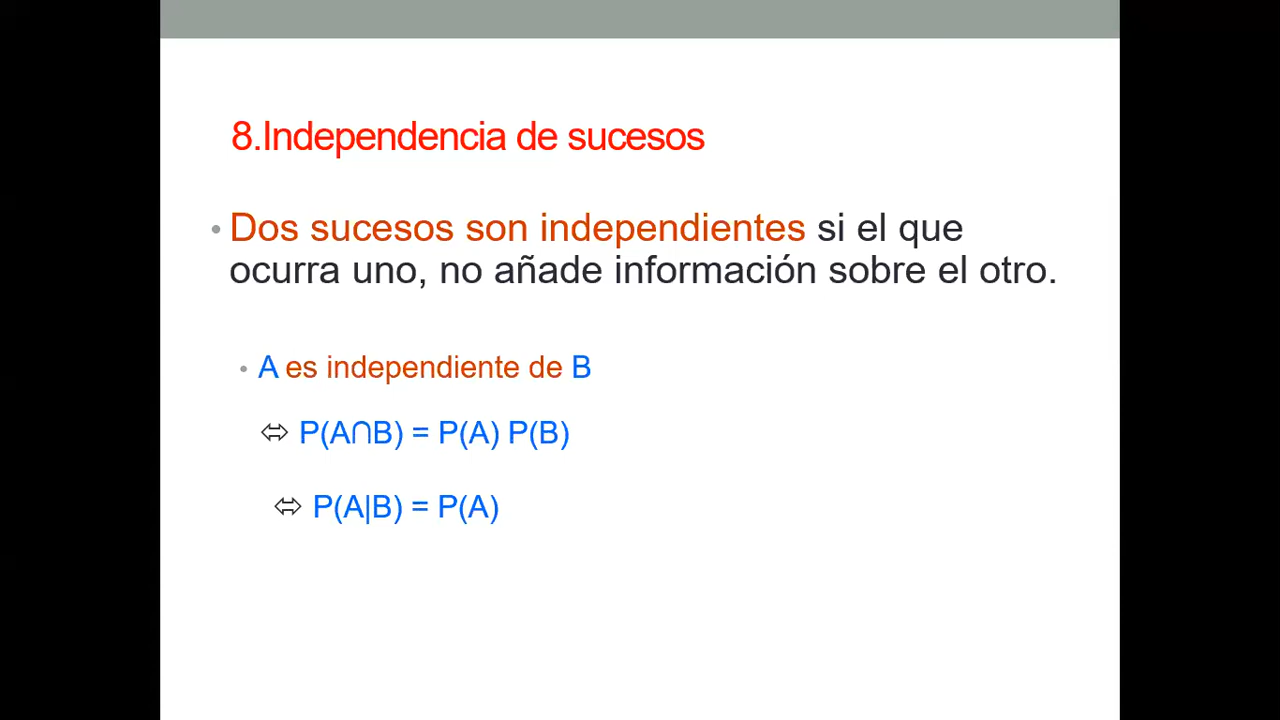 8.Independencia de sucesos
• Dos sucesos son independientes si el que
ocurra uno, no añade información sobre el otro.
• A es independiente de B
⇔ P(A∩B) = P(A) P(B)
⇔ P(A|B) = P(A)